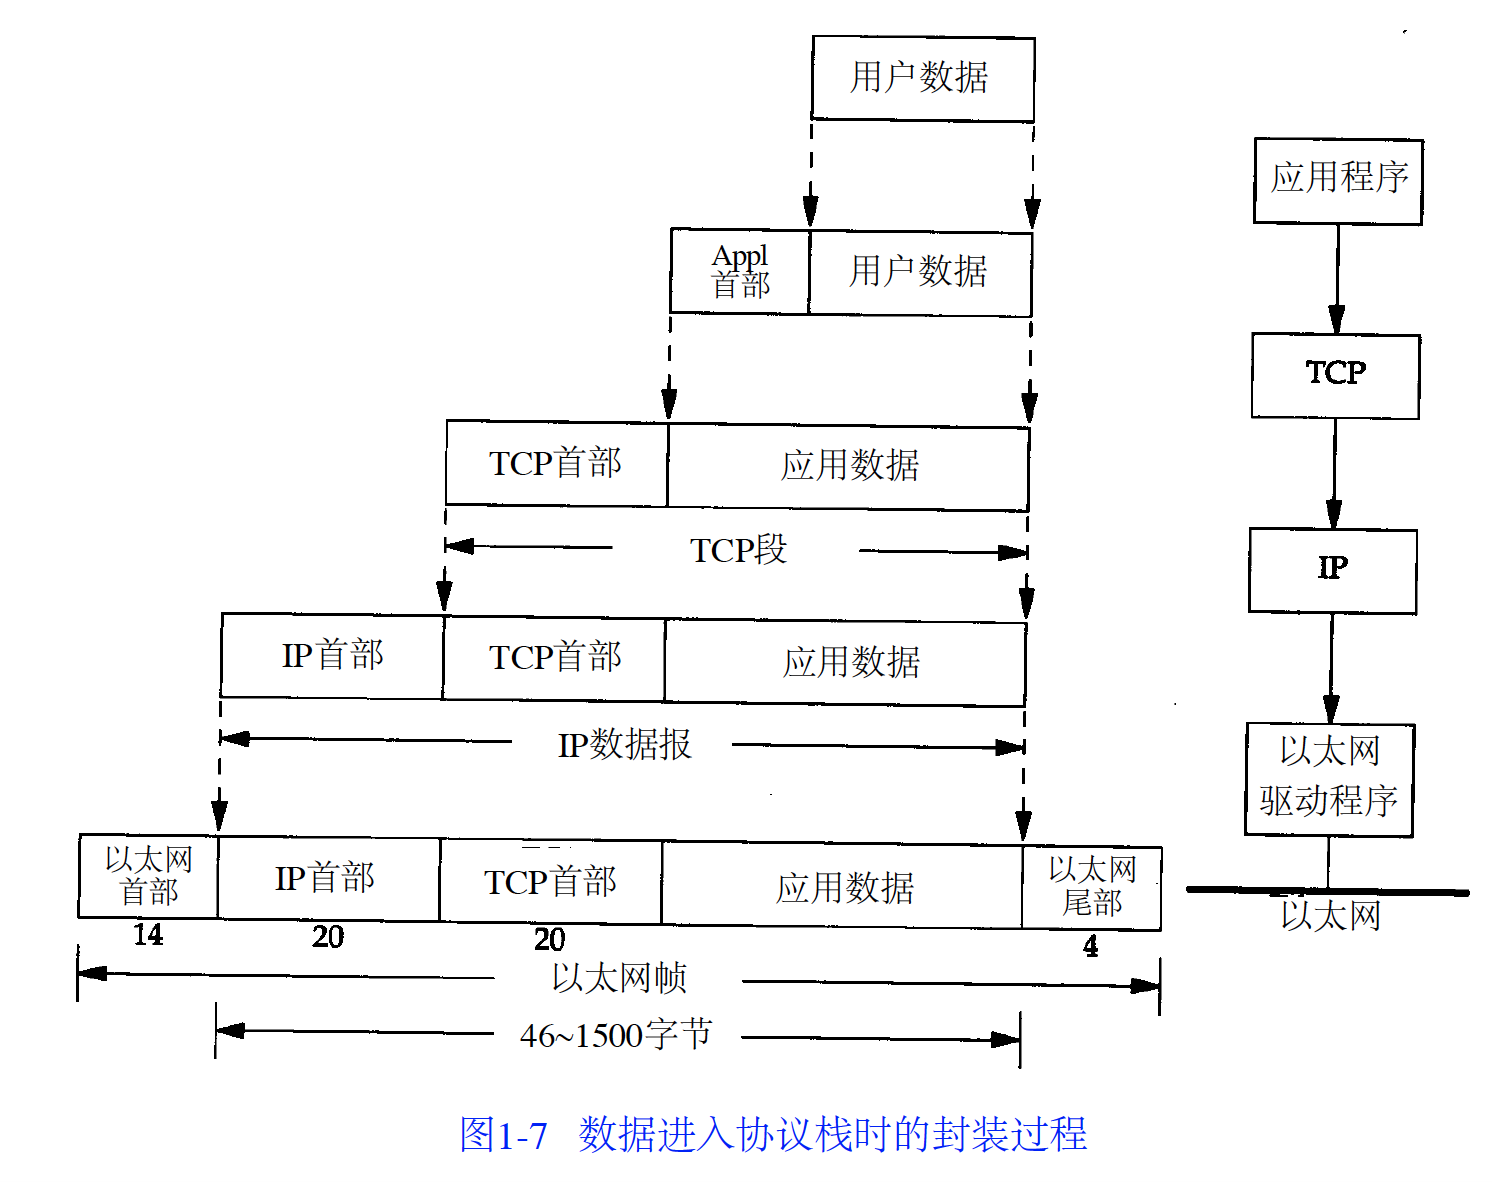 用户数据
应用程序
Appl
首部
用户数据
TCP
TCP首部
应用数据
TCP段
IP
IP首部
TCP首部
应用数据
IP数据报
以太网
驱动程序
以太网
首部
IP首部
TCP首部
应用数据
以太网
尾部
以太网
14
20
20
4
以太网帧
46~1500字节
图1-7 数据进入协议栈时的封装过程